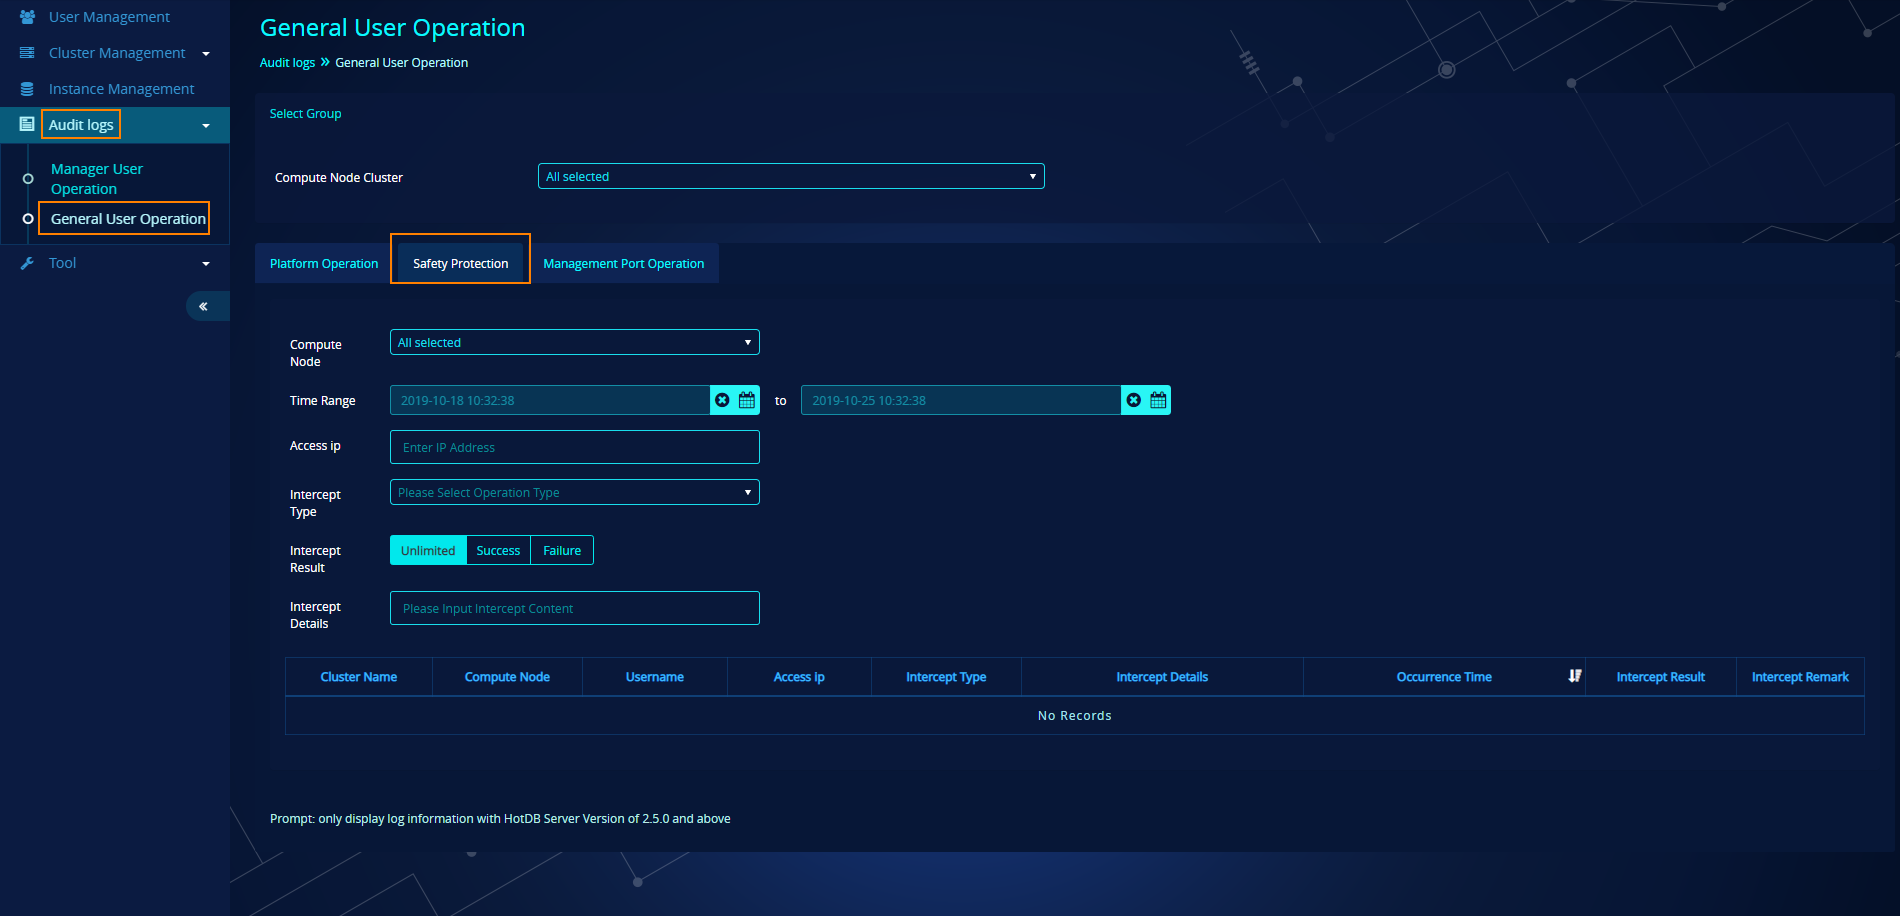 User Management
Cluster Management
Instance Management
Audit logs
Manager User
Operation
General User Operation
Tool
General User Operation
Audit logs » General User Operation
Select Group
Compute Node Cluster
All selected
Platform Operation
Safety Protection
Management Port Operation
Compute
Node
All selected
Time Range
2019-10-18 10:32:38
to
2019-10-25 10:32:38
Access ip
Enter IP Address
Intercept
Type
Please Select Operation Type
Intercept
Result
Unlimited
Success
Failure
Intercept
Details
Please Input Intercept Content
Cluster Name
Compute Node
Username
Access ip
Intercept Type
Intercept Details
Occurrence Time
Intercept Result
Intercept Remark
No Records
Prompt: only display log information with HotDB Server Version of 2.5.0 and above